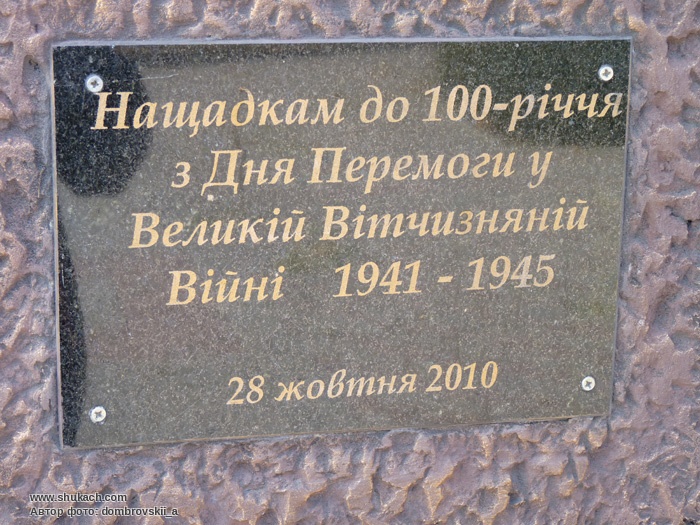 Нащадкам до 100-річчя
з Дня Перемоги у
Великій Вітчизняній
Війні 1941 - 1945
28 жовтня 2010
www.shukach.com
Автор фото: dombrovskii_a